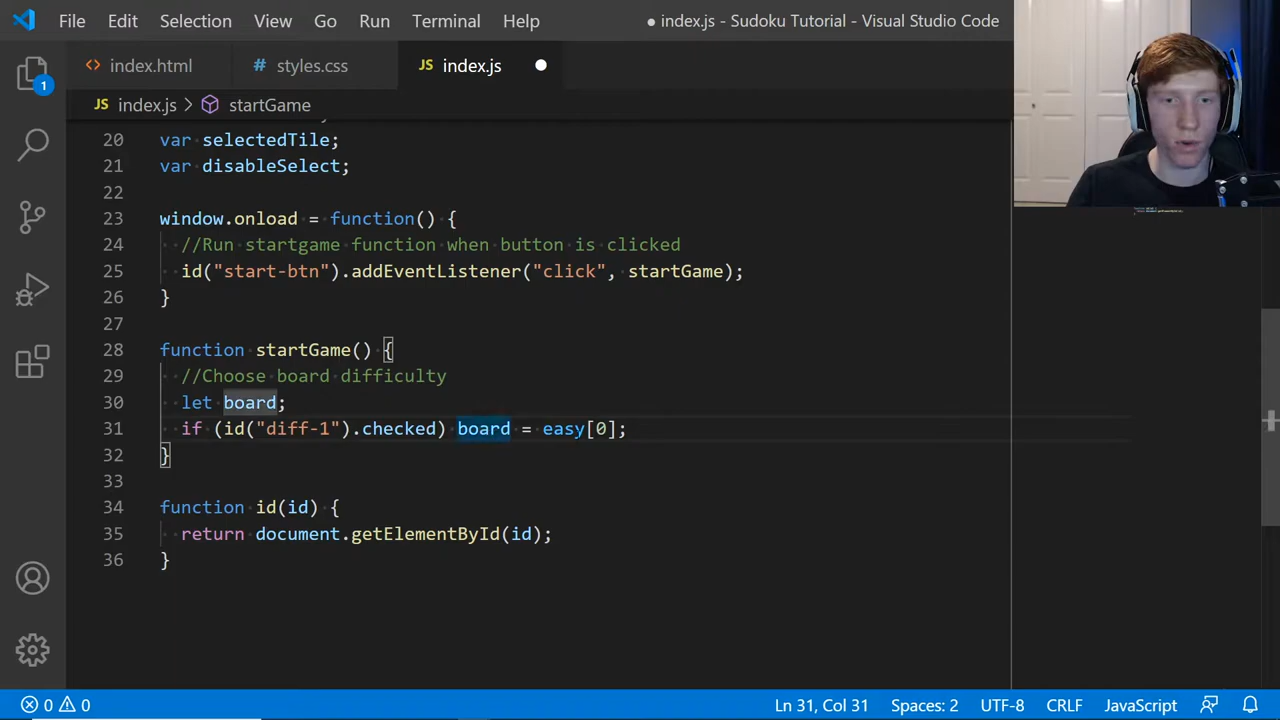 File Edit Selection View Go Run Terminal Help ● index.js - Sudoku Tutorial - Visual Studio Code
index.html # styles.css JS index.js
JS index.js > startGame
1
20 var selectedTile;
21 var disableSelect;
22
23 window.onload = function() {
24 //Run startgame function when button is clicked
25 id("start-btn").addEventListener("click", startGame);
26 }
27
28 function startGame() {
29 //Choose board difficulty
30 let board;
31 if (id("diff-1").checked) board = easy[0];
32 }
33
34 function id(id) {
35 return document.getElementById(id);
36 }
0 0 Ln 31, Col 31 Spaces: 2 UTF-8 CRLF JavaScript